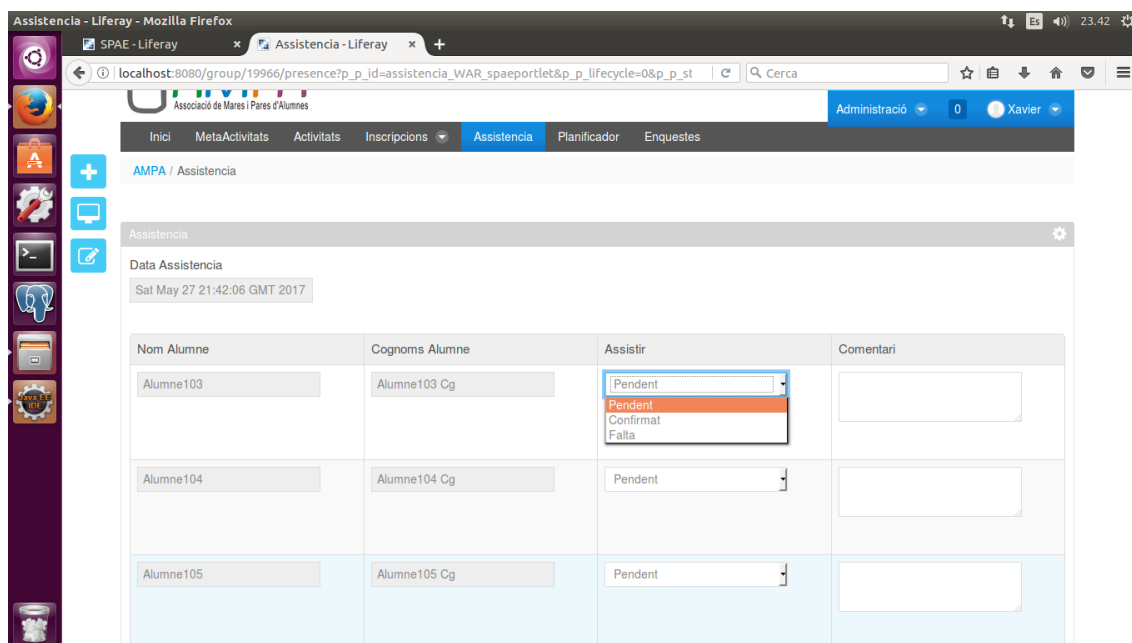 Assistencia - Liferay - Mozilla Firefox
Es 23.42
SPAE - Liferay × Assistencia - Liferay × +
localhost:8080/group/19966/presence?p_p_id=assistencia_WAR_spaeportlet&p_p_lifecycle=0&p_p_st Cerca
Associació de Mares i Pares d'Alumnes
Administració 0 Xavier
Inici MetaActivitats Activitats Inscripcions Assistencia Planificador Enquestes
AMPA / Assistencia
Assistencia
Data Assistencia
Sat May 27 21:42:06 GMT 2017
Nom Alumne Cognoms Alumne Assistir Comentari
Alumne103 Alumne103 Cg Pendent
Pendent
Confirmat
Falta
Alumne104 Alumne104 Cg Pendent
Alumne105 Alumne105 Cg Pendent
Java EE
IDE